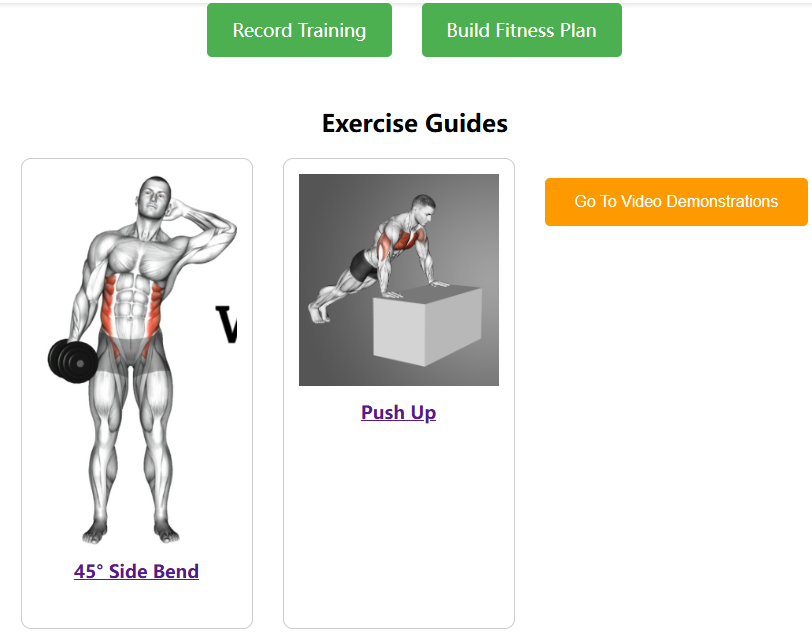 Record Training
Build Fitness Plan
Exercise Guides
Go To Video Demonstrations
Push Up
45° Side Bend